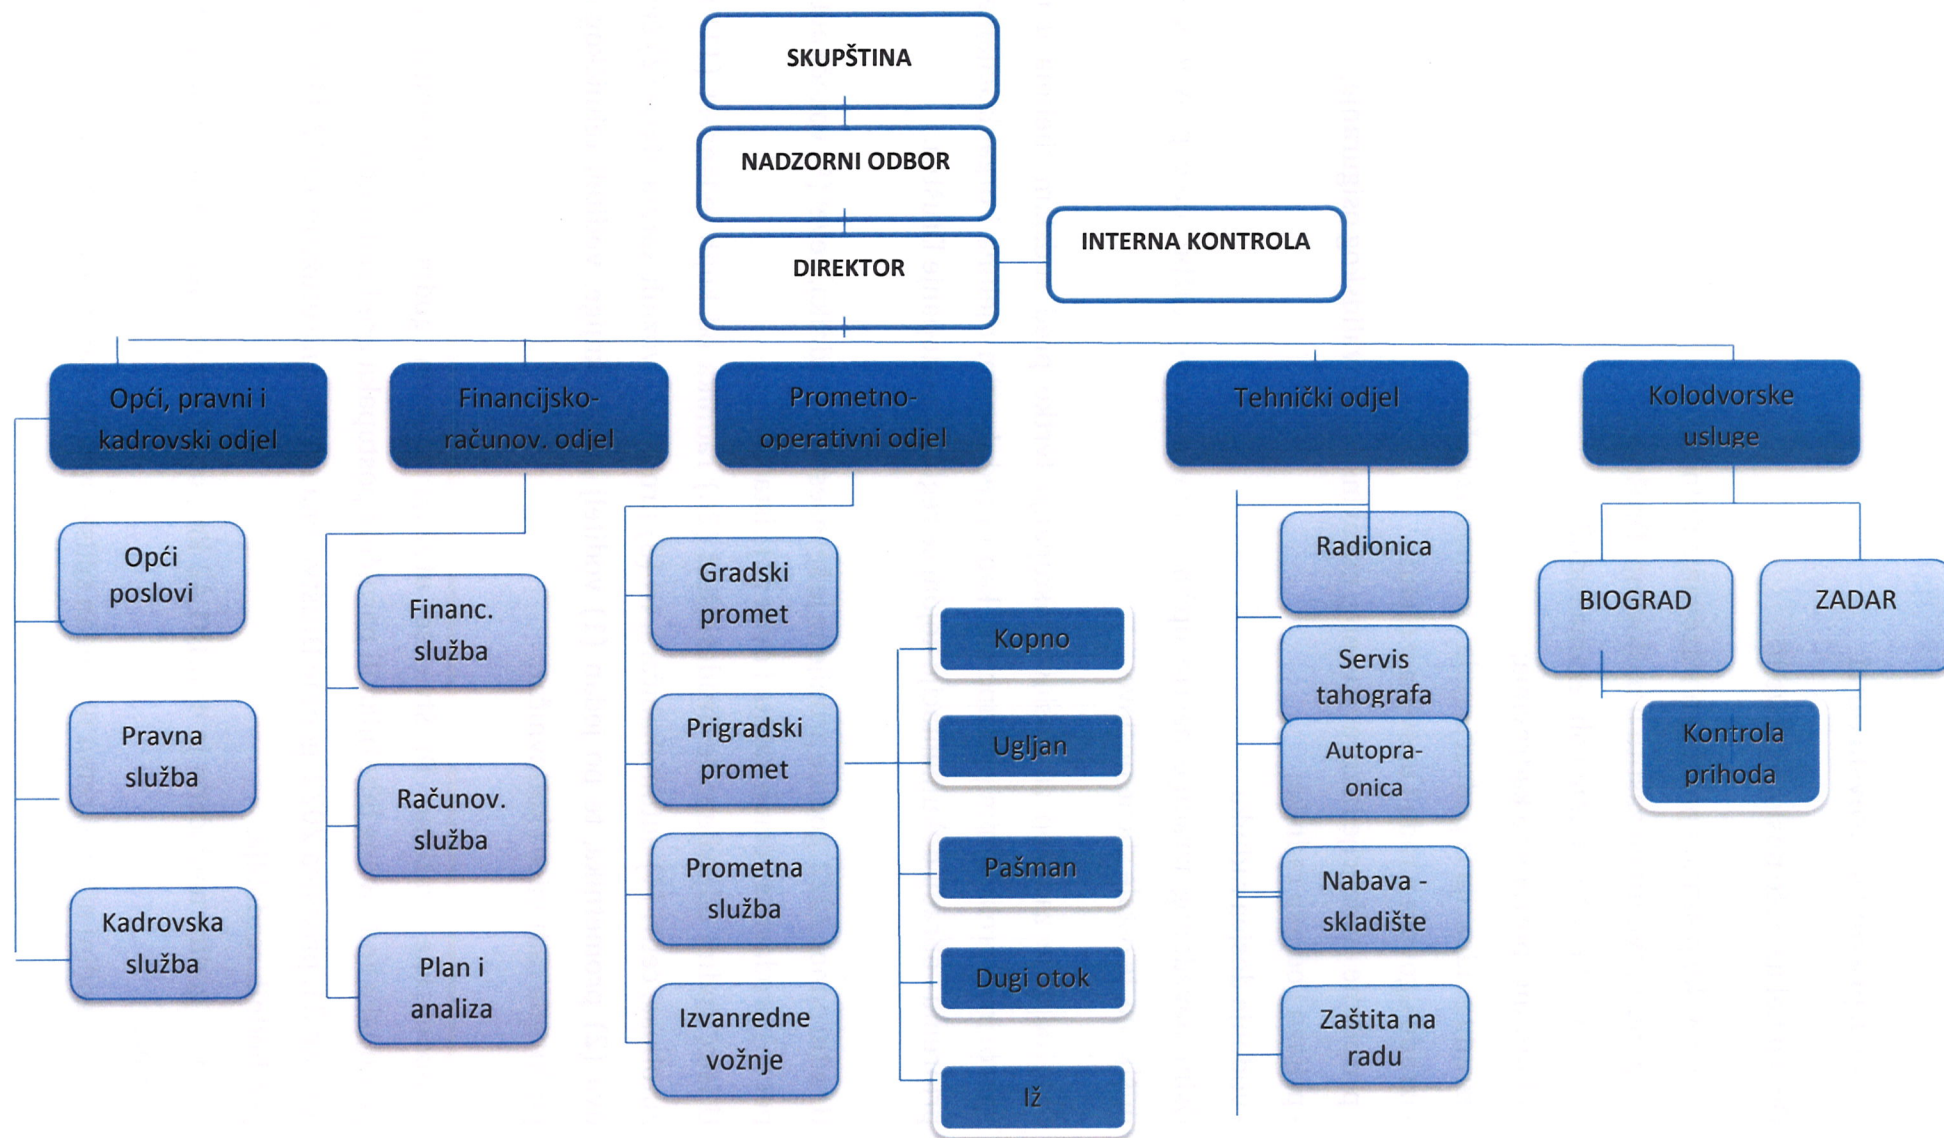 SKUPŠTINA
NADZORNI ODBOR
DIREKTOR
INTERNA KONTROLA
Opći, pravni i
kadrovski odjel
Financijsko-
računov. odjel
Prometno-
operativni odjel
Tehnički odjel
Kolodvorske
usluge
Opći
poslovi
Pravna
služba
Kadrovska
služba
Financ.
služba
Računov.
služba
Plan i
analiza
Gradski
promet
Prigradski
promet
Prometna
služba
Izvanredne
vožnje
Kopno
Ugljan
Pašman
Dugi otok
Iž
Radionica
Servis
tahografa
Autopra-
onica
Nabava -
skladište
Zaštita na
radu
BIOGRAD
ZADAR
Kontrola
prihoda